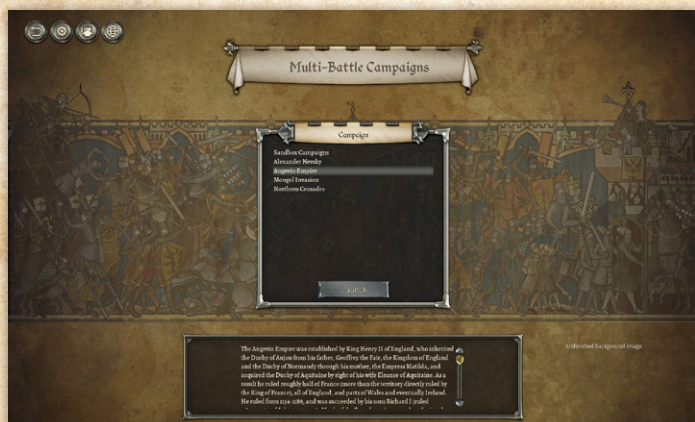 Multi-Battle Campaigns
Campaign
Sandbox Campaigns
Alexander Nevsky
Angevin Empire
Mongol Invasion
Northern Crusades
Launch
The Angevin Empire was established by King Henry II of England, who inherited
the Duchy of Anjou from his father, Geoffrey the Fair, the Kingdom of England
and the Duchy of Normandy through his mother, the Empress Matilda, and
acquired the Duchy of Aquitaine by right of his wife Eleanor of Aquitaine. As a
result he ruled roughly half of France (more than the territory directly ruled by
the King of France), all of England, and parts of Wales and eventually Ireland.
He ruled from 1154-1189, and was succeeded by his sons Richard I (ruled
Unfinished background image